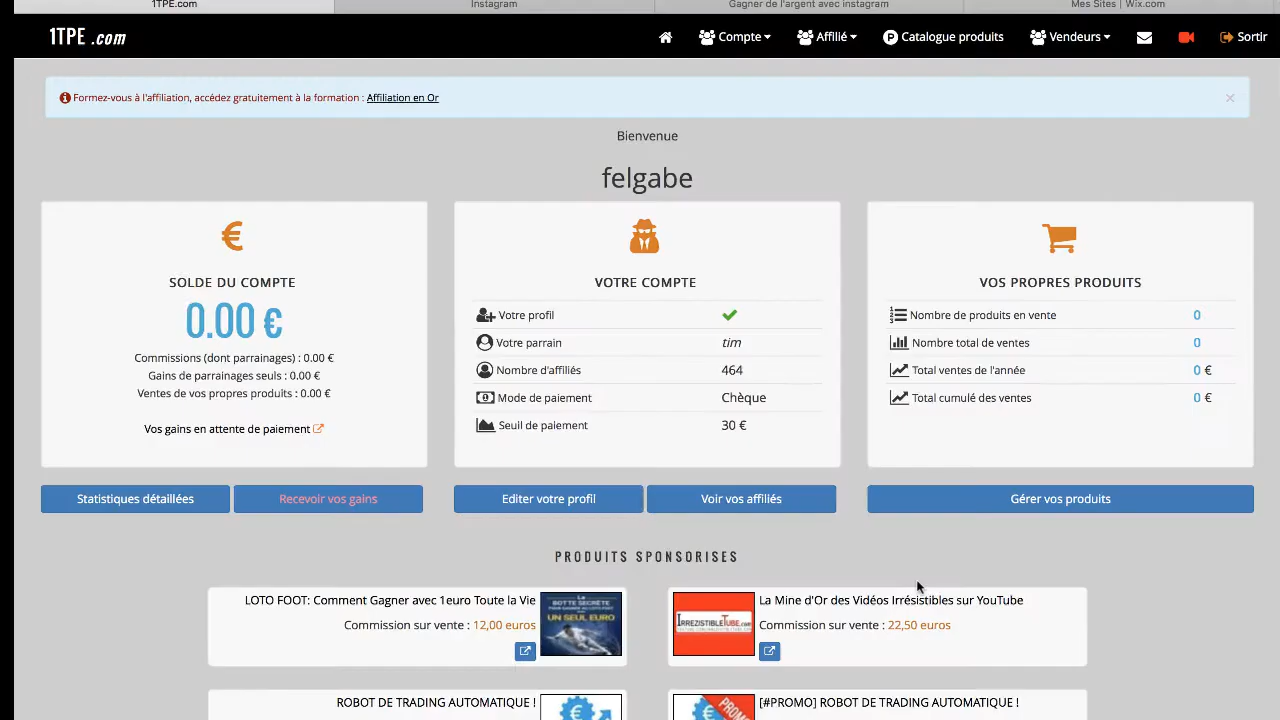 1TPE.com
Instagram
Gagner de l'argent avec instagram
Mes Sites | Wix.com
1TPE .com
Compte
Affilié
Catalogue produits
Vendeurs
Sortir
Formez-vous à l'affiliation, accédez gratuitement à la formation : Affiliation en Or
×
Bienvenue
felgabe
€
SOLDE DU COMPTE
0.00 €
Commissions (dont parrainages) : 0.00 €
Gains de parrainages seuls : 0.00 €
Ventes de vos propres produits : 0.00 €
Vos gains en attente de paiement
VOTRE COMPTE
Votre profil
Votre parrain tim
Nombre d'affiliés 464
Mode de paiement Chèque
Seuil de paiement 30 €
VOS PROPRES PRODUITS
Nombre de produits en vente 0
Nombre total de ventes 0
Total ventes de l'année 0 €
Total cumulé des ventes 0 €
Statistiques détaillées
Recevoir vos gains
Editer votre profil
Voir vos affiliés
Gérer vos produits
PRODUITS SPONSORISES
LOTO FOOT: Comment Gagner avec 1euro Toute la Vie
Commission sur vente : 12,00 euros
BOTTE SECRÈTE
UN SEUL EURO
La Mine d'Or des Vidéos Irrésistibles sur YouTube
Commission sur vente : 22,50 euros
IRREZISTIBLETUBE.com
ROBOT DE TRADING AUTOMATIQUE !
€
[#PROMO] ROBOT DE TRADING AUTOMATIQUE !
PROMO